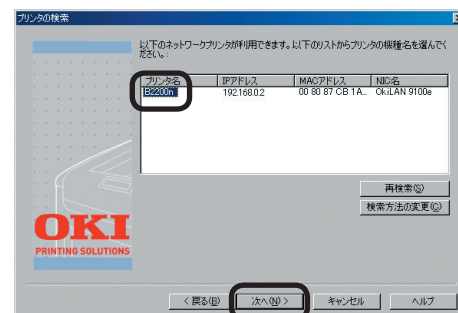 プリンタの検索
以下のネットワークプリンタが利用できます。以下のリストからプリンタの機種名を選んでく
ださい。:
プリンタ名 IPアドレス MACアドレス NIC名
B2200n 192.168.0.2 00 80 87 CB 1A... OkiLAN 9100e
再検索(S)
検索方法の変更(C)
OKI
PRINTING SOLUTIONS
< 戻る(B) 次へ(N) > キャンセル ヘルプ